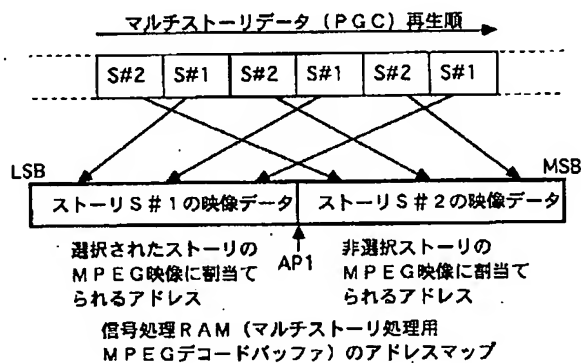 マルチストーリデータ（ＰＧＣ）再生順
S#2 S#1 S#2 S#1 S#2 S#1
LSB MSB
ストーリＳ＃１の映像データ ストーリＳ＃２の映像データ
選択されたストーリの
ＭＰＥＧ映像に割当て
られるアドレス
AP1
非選択ストーリの
ＭＰＥＧ映像に割当て
られるアドレス
信号処理ＲＡＭ（マルチストーリ処理用
ＭＰＥＧデコードバッファ）のアドレスマップ